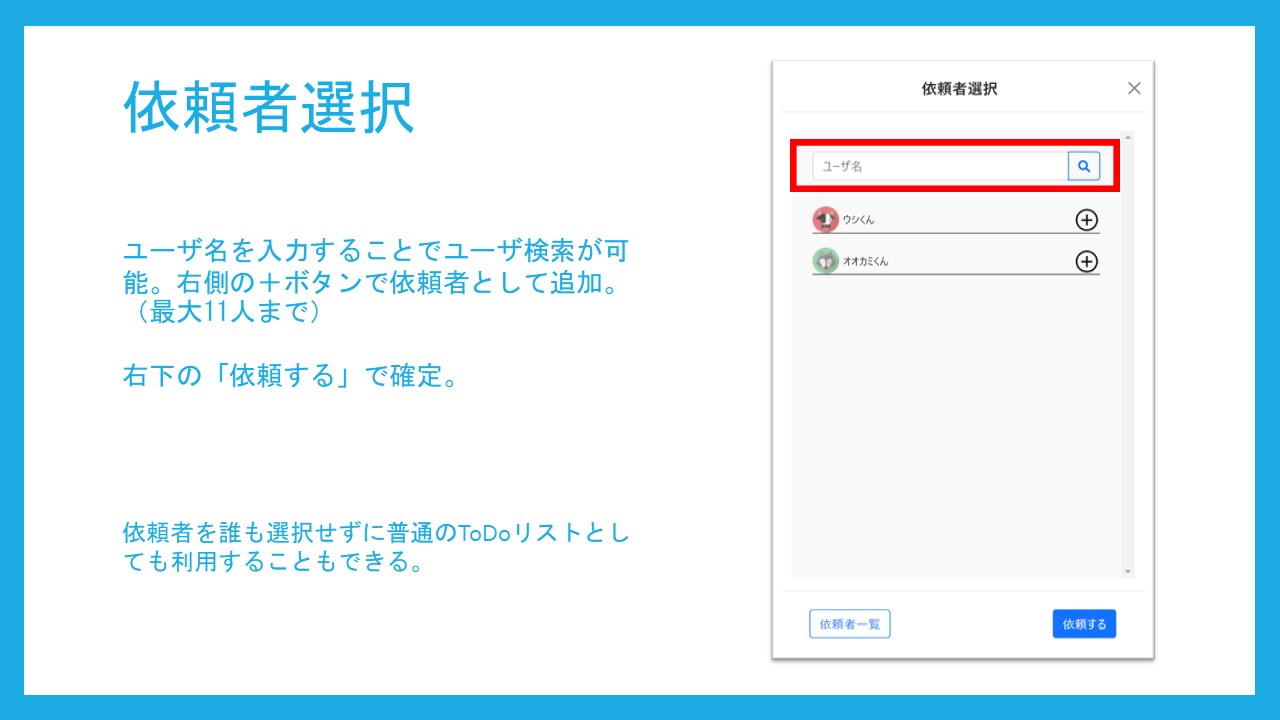 依頼者選択
ユーザ名を入力することでユーザ検索が可
能。右側の＋ボタンで依頼者として追加。
（最大11人まで）
右下の「依頼する」で確定。
依頼者を誰も選択せずに普通のToDoリストとし
ても利用することもできる。
依頼者選択
ユーザ名
ウシくん
オオカミくん
依頼者一覧
依頼する